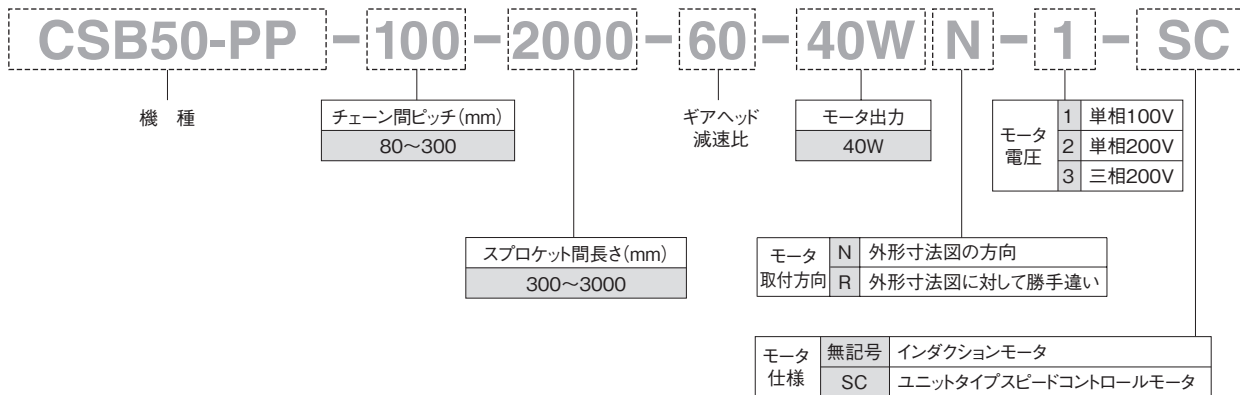 CSB50-PP-100-2000-60-40W N-1-SC
機 種
チェーン間ピッチ(mm)
80～300
ギアヘッド
減速比
モータ出力
40W
モータ
電圧
1 単相100V
2 単相200V
3 三相200V
スプロケット間長さ(mm)
300～3000
モータ
取付方向
N 外形寸法図の方向
R 外形寸法図に対して勝手違い
モータ
仕様
無記号 インダクションモータ
SC ユニットタイプスピードコントロールモータ